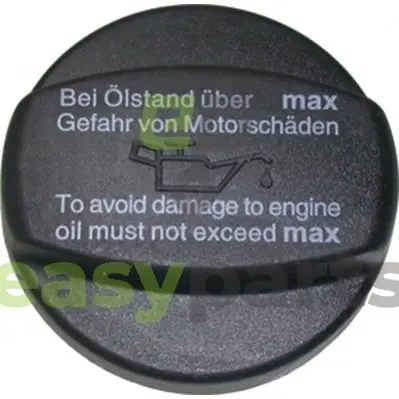 Bei Ölstand über max
Gefahr von Motorschäden
To avoid damage to engine
oil must not exceed max
easyparts